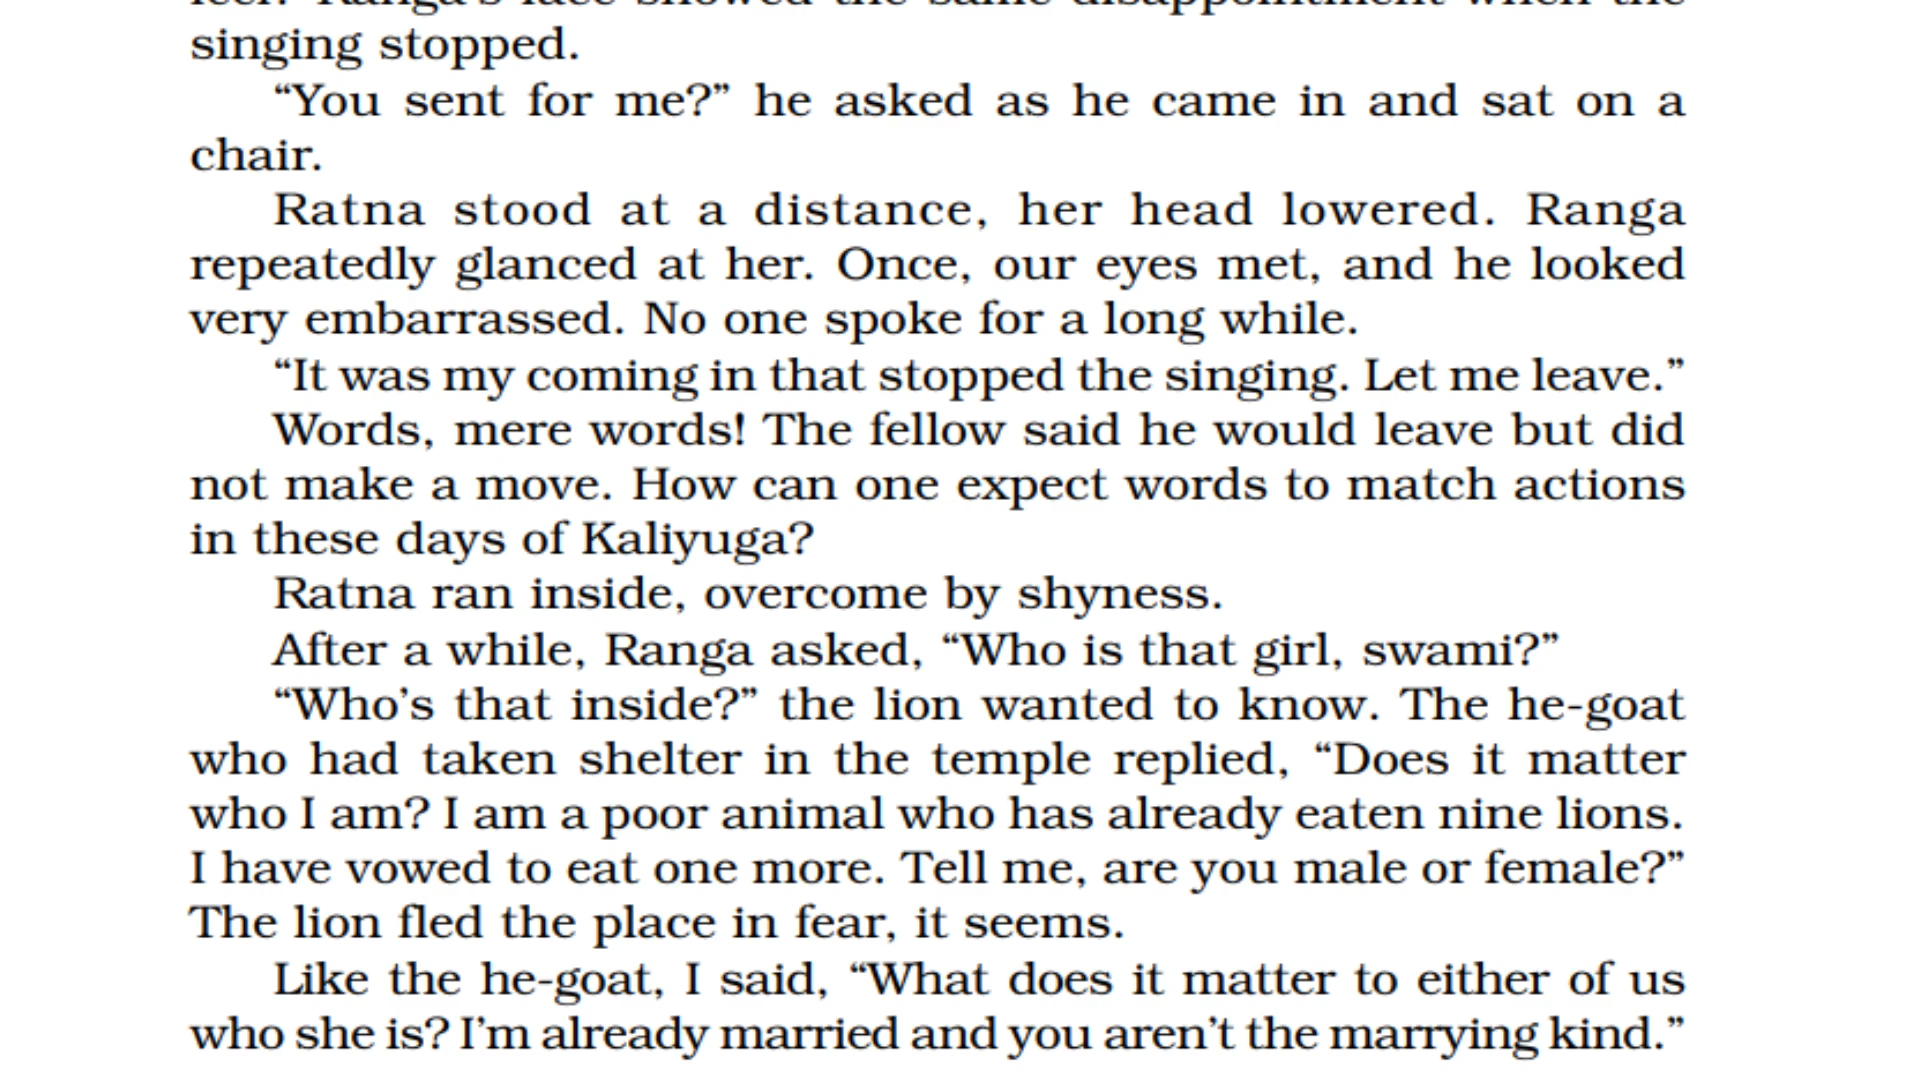 singing stopped.
“You sent for me?” he asked as he came in and sat on a
chair.
Ratna stood at a distance, her head lowered. Ranga
repeatedly glanced at her. Once, our eyes met, and he looked
very embarrassed. No one spoke for a long while.
“It was my coming in that stopped the singing. Let me leave.”
Words, mere words! The fellow said he would leave but did
not make a move. How can one expect words to match actions
in these days of Kaliyuga?
Ratna ran inside, overcome by shyness.
After a while, Ranga asked, “Who is that girl, swami?”
“Who’s that inside?” the lion wanted to know. The he-goat
who had taken shelter in the temple replied, “Does it matter
who I am? I am a poor animal who has already eaten nine lions.
I have vowed to eat one more. Tell me, are you male or female?”
The lion fled the place in fear, it seems.
Like the he-goat, I said, “What does it matter to either of us
who she is? I’m already married and you aren’t the marrying kind.”